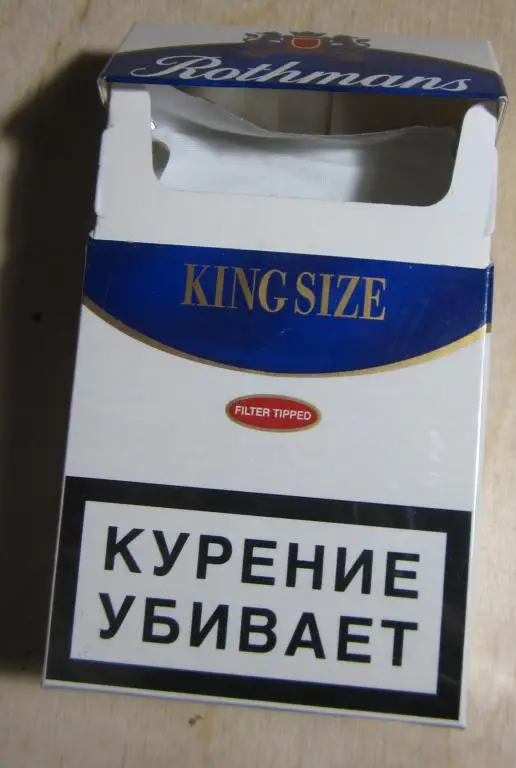 Rothmans
KING SIZE
FILTER TIPPED
КУРЕНИЕ
УБИВАЕТ